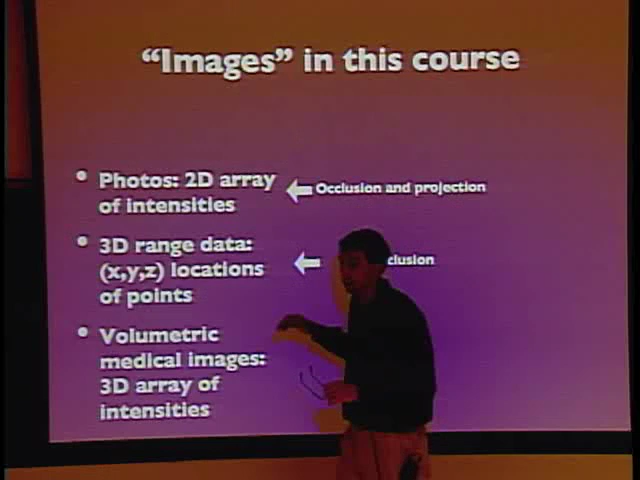 “Images” in this course
• Photos: 2D array
of intensities
Occlusion and projection
• 3D range data:
(x,y,z) locations
of points
clusion
• Volumetric
medical images:
3D array of
intensities